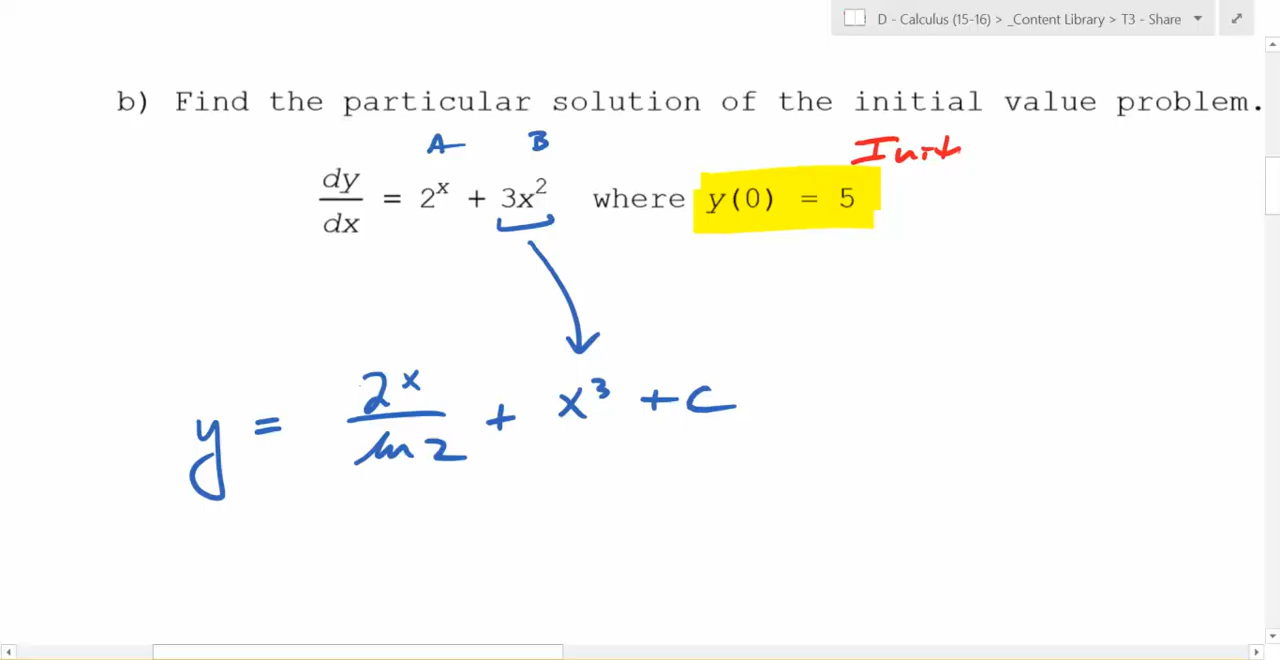 D - Calculus (15-16) > _Content Library > T3 - Share
b) Find the particular solution of the initial value problem.
A B Init
dy/dx = 2^x + 3x^2 where y(0) = 5
y = 2^x/ln 2 + x^3 + C